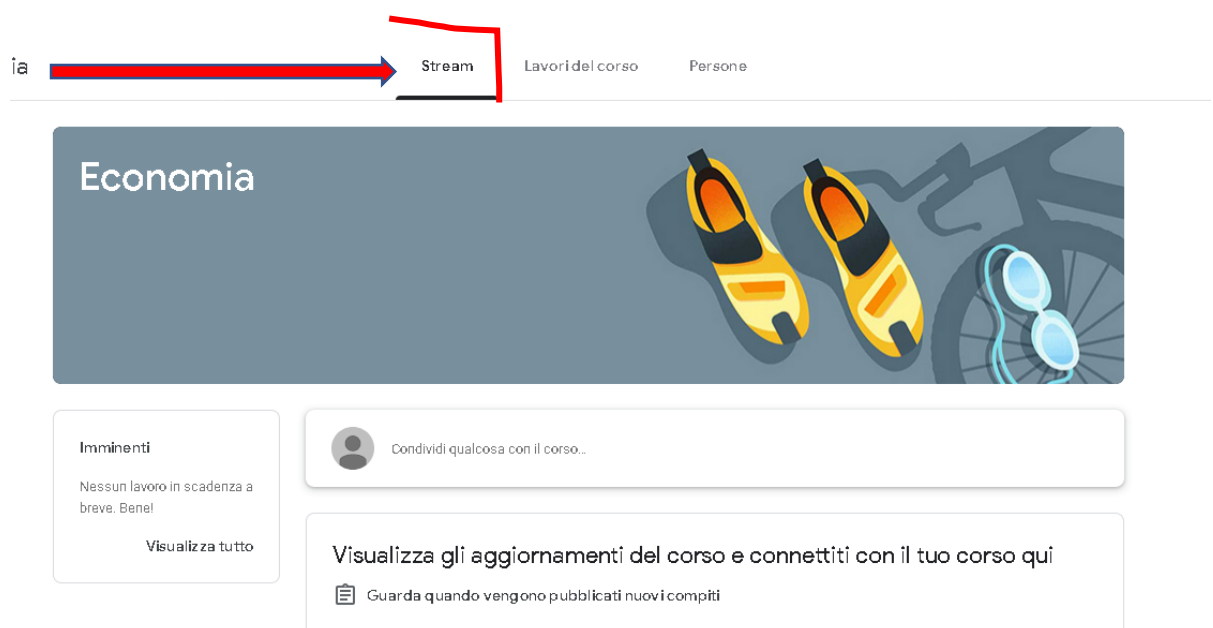 ia
Stream Lavori del corso Persone
Economia
Imminenti
Nessun lavoro in scadenza a
breve. Bene!
Visualizza tutto
Condividi qualcosa con il corso...
Visualizza gli aggiornamenti del corso e connettiti con il tuo corso qui
Guarda quando vengono pubblicati nuovi compiti